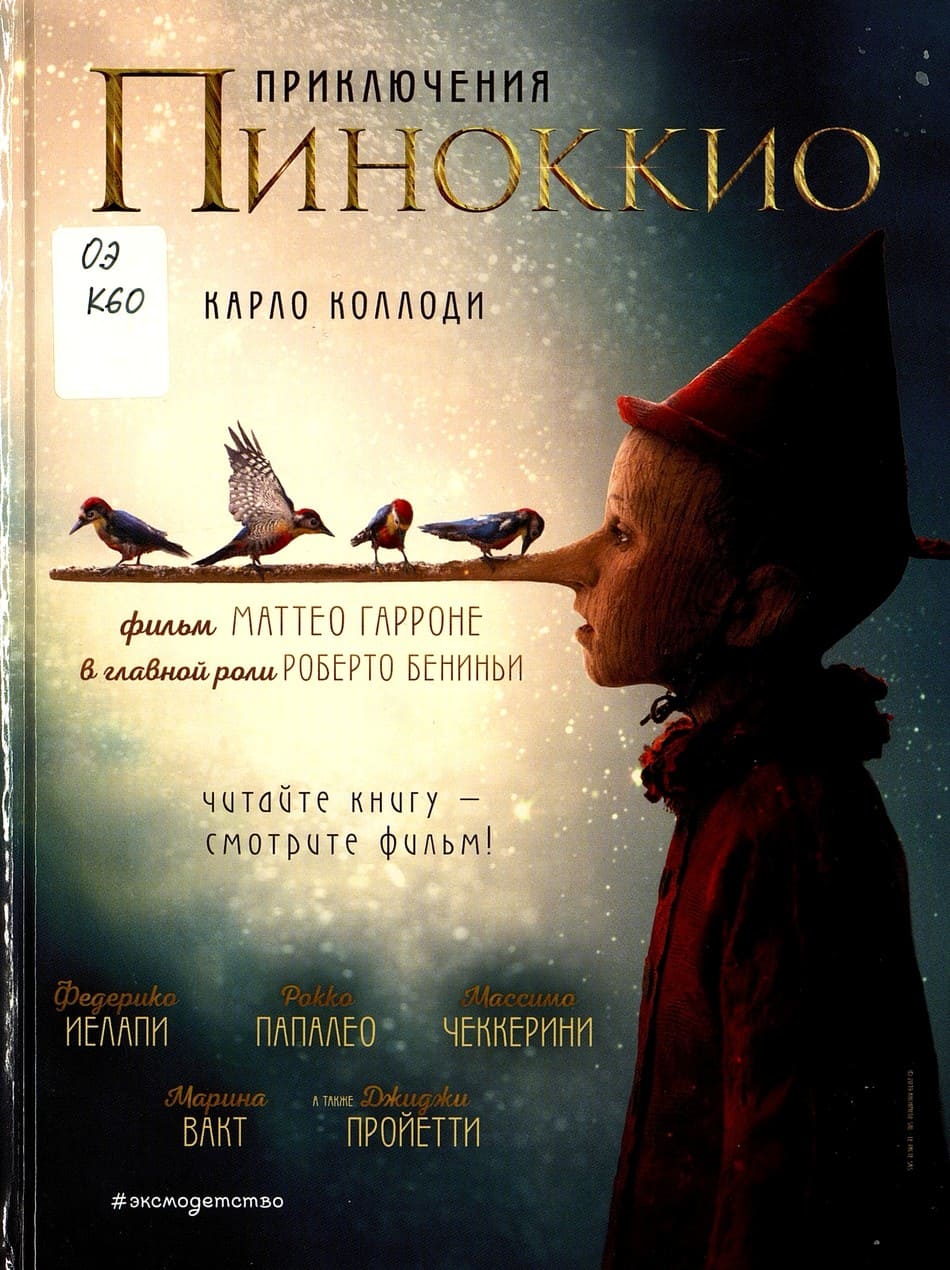 ПРИКЛЮЧЕНИЯ
ПИНОККИО
ОЭ
К60
КАРЛО КОЛЛОДИ
фильм МАТТЕО ГАРРОНЕ
в главной роли РОБЕРТО БЕНИНЬИ
читайте книгу –
смотрите фильм!
Федерико Рокко Массимо
ИЕЛАПИ ПАПАЛЕО ЧЕККЕРИНИ
Марина А ТАКЖЕ Джиджи
ВАКТ ПРОЙЕТТИ
#эксмодетство